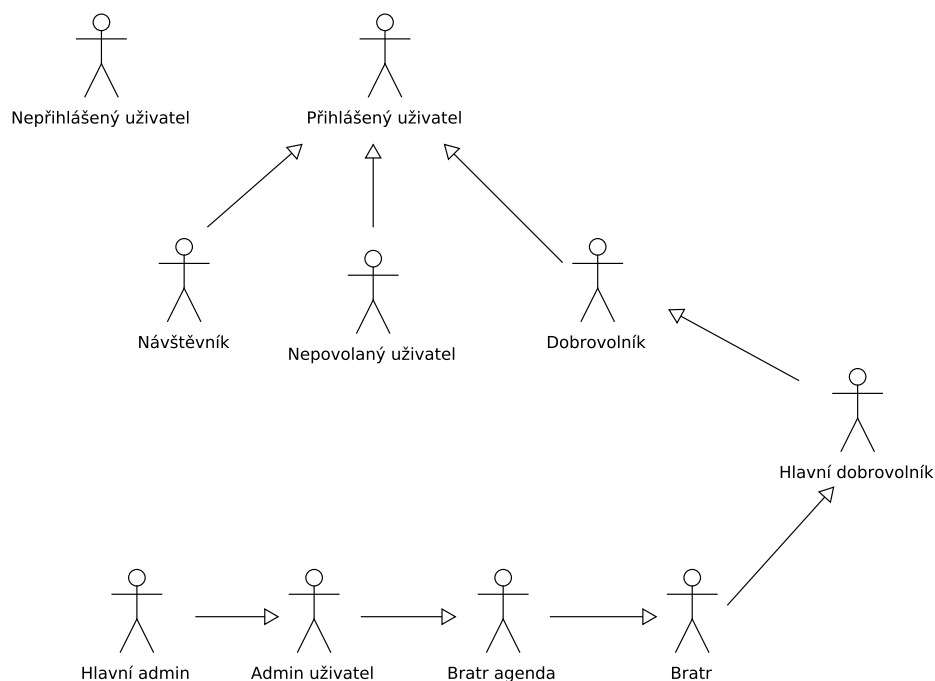 Nepřihlášený uživatel
Přihlášený uživatel
Návštěvník
Nepovolaný uživatel
Dobrovolník
Hlavní dobrovolník
Hlavní admin
Admin uživatel
Bratr agenda
Bratr